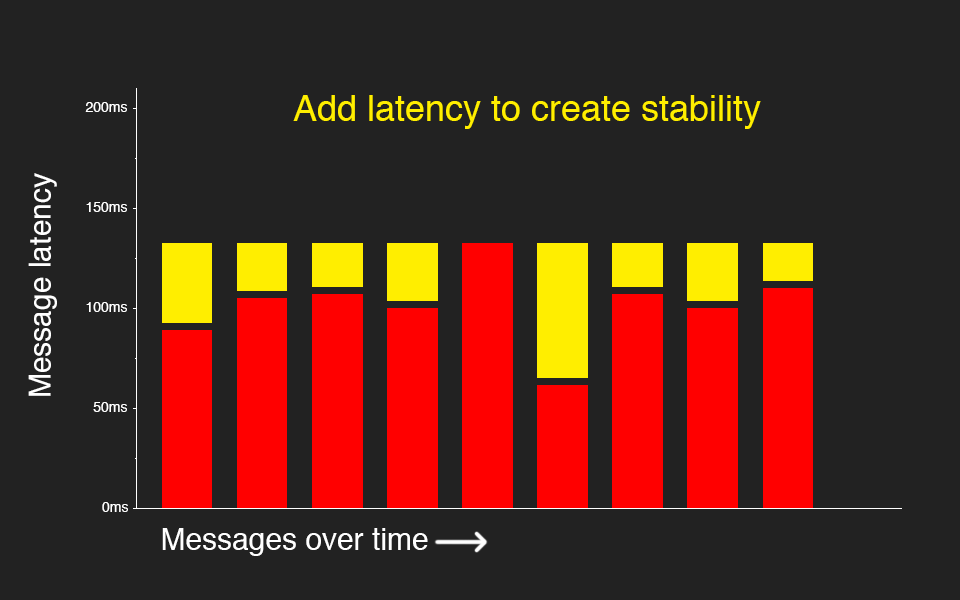 Add latency to create stability
200ms
150ms
100ms
50ms
0ms
Message latency
Messages over time